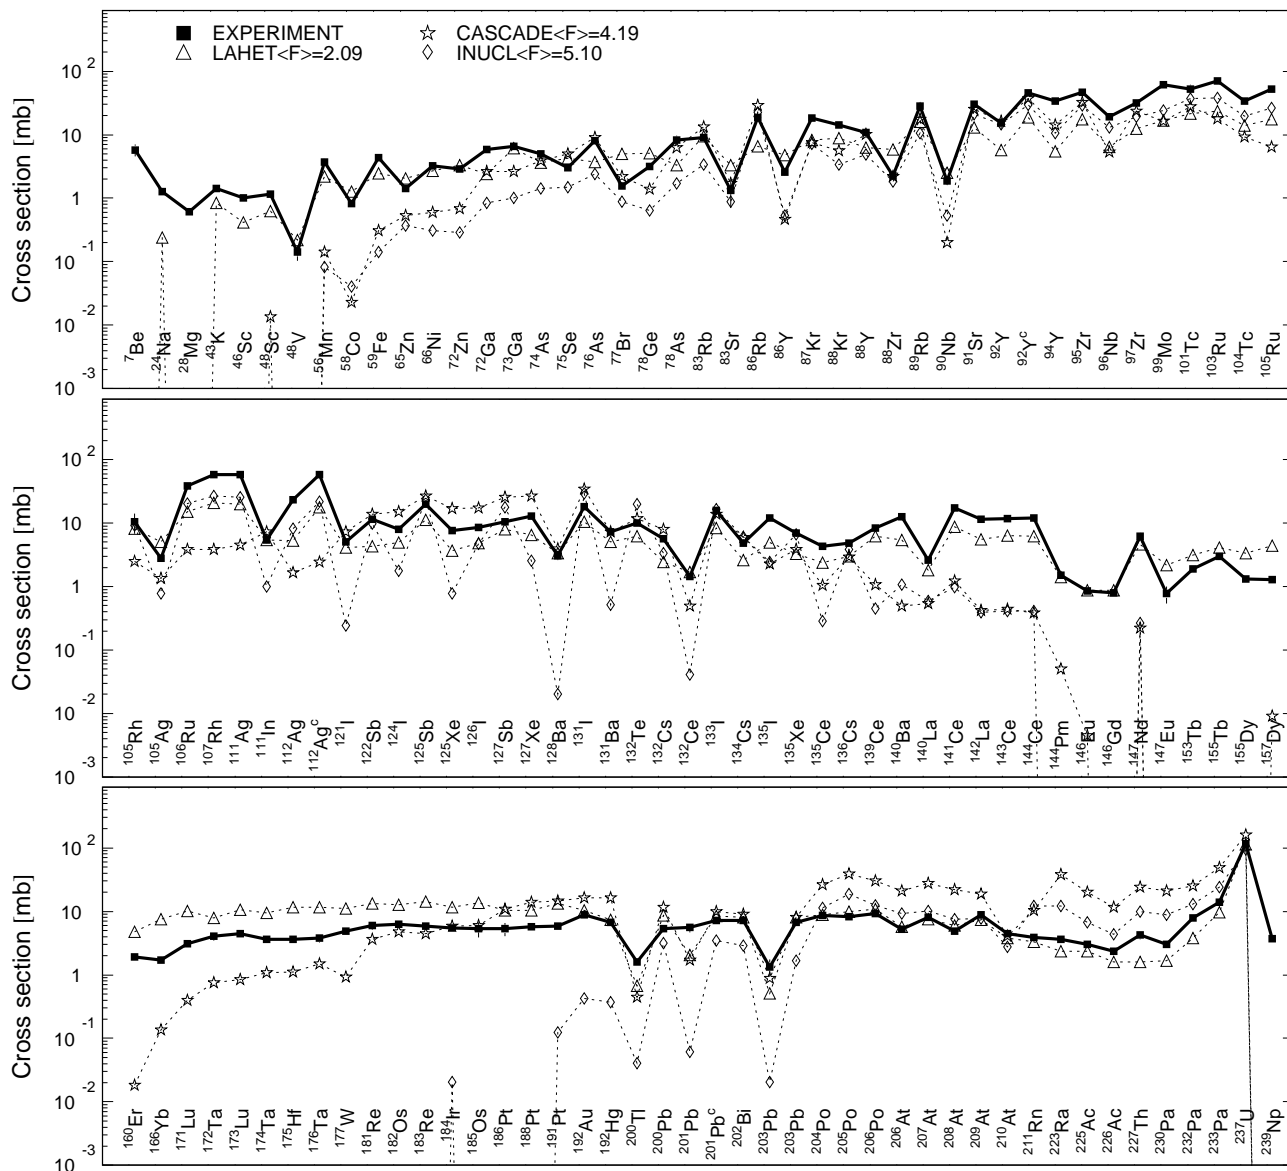 ■ EXPERIMENT ☆ CASCADE<F>=4.19
△ LAHET<F>=2.09 ◇ INUCL<F>=5.10
Cross section [mb]
10 2
10
1
10 -1
10 -2
10 -3
7Be 24Na 28Mg 43K 46Sc 48Sc 48V 56Mn 58Co 59Fe 65Zn 66Ni 72Zn 72Ga 73Ga 74As 75Se 76As 77Br 78Ge 78As 83Rb 83Sr 86Rb 86Y 87Kr 88Kr 88Y 88Zr 89Rb 90Nb 91Sr 92Y 92Yc 94Y 95Zr 96Nb 97Zr 99Mo 101Tc 103Ru 104Tc 105Ru
Cross section [mb]
10 2
10
1
10 -1
10 -2
10 -3
105Rh 105Ag 106Ru 107Rh 111Ag 111In 112Ag 112Agc 121I 122Sb 124I 125Sb 125Xe 126I 127Sb 127Xe 128Ba 131I 131Ba 132Te 132Cs 132Ce 133I 134Cs 135I 135Xe 135Ce 136Cs 139Ce 140Ba 140La 141Ce 142La 143Ce 144Ce 144Pm 146Eu 146Gd 147Nd 147Eu 153Tb 155Tb 155Dy 157Dy
Cross section [mb]
10 2
10
1
10 -1
10 -2
10 -3
160Er 166Yb 171Lu 172Ta 173Lu 174Ta 175Hf 176Ta 177W 181Re 182Os 183Re 184Ir 185Os 186Pt 188Pt 191Pt 192Au 192Hg 200Tl 200Pb 201Pb 201Pbc 202Bi 203Pb 203Pb 204Po 205Po 206Po 206At 207At 208At 209At 210At 211Rn 223Ra 225Ac 226Ac 227Th 230Pa 232Pa 233Pa 237U 239Np